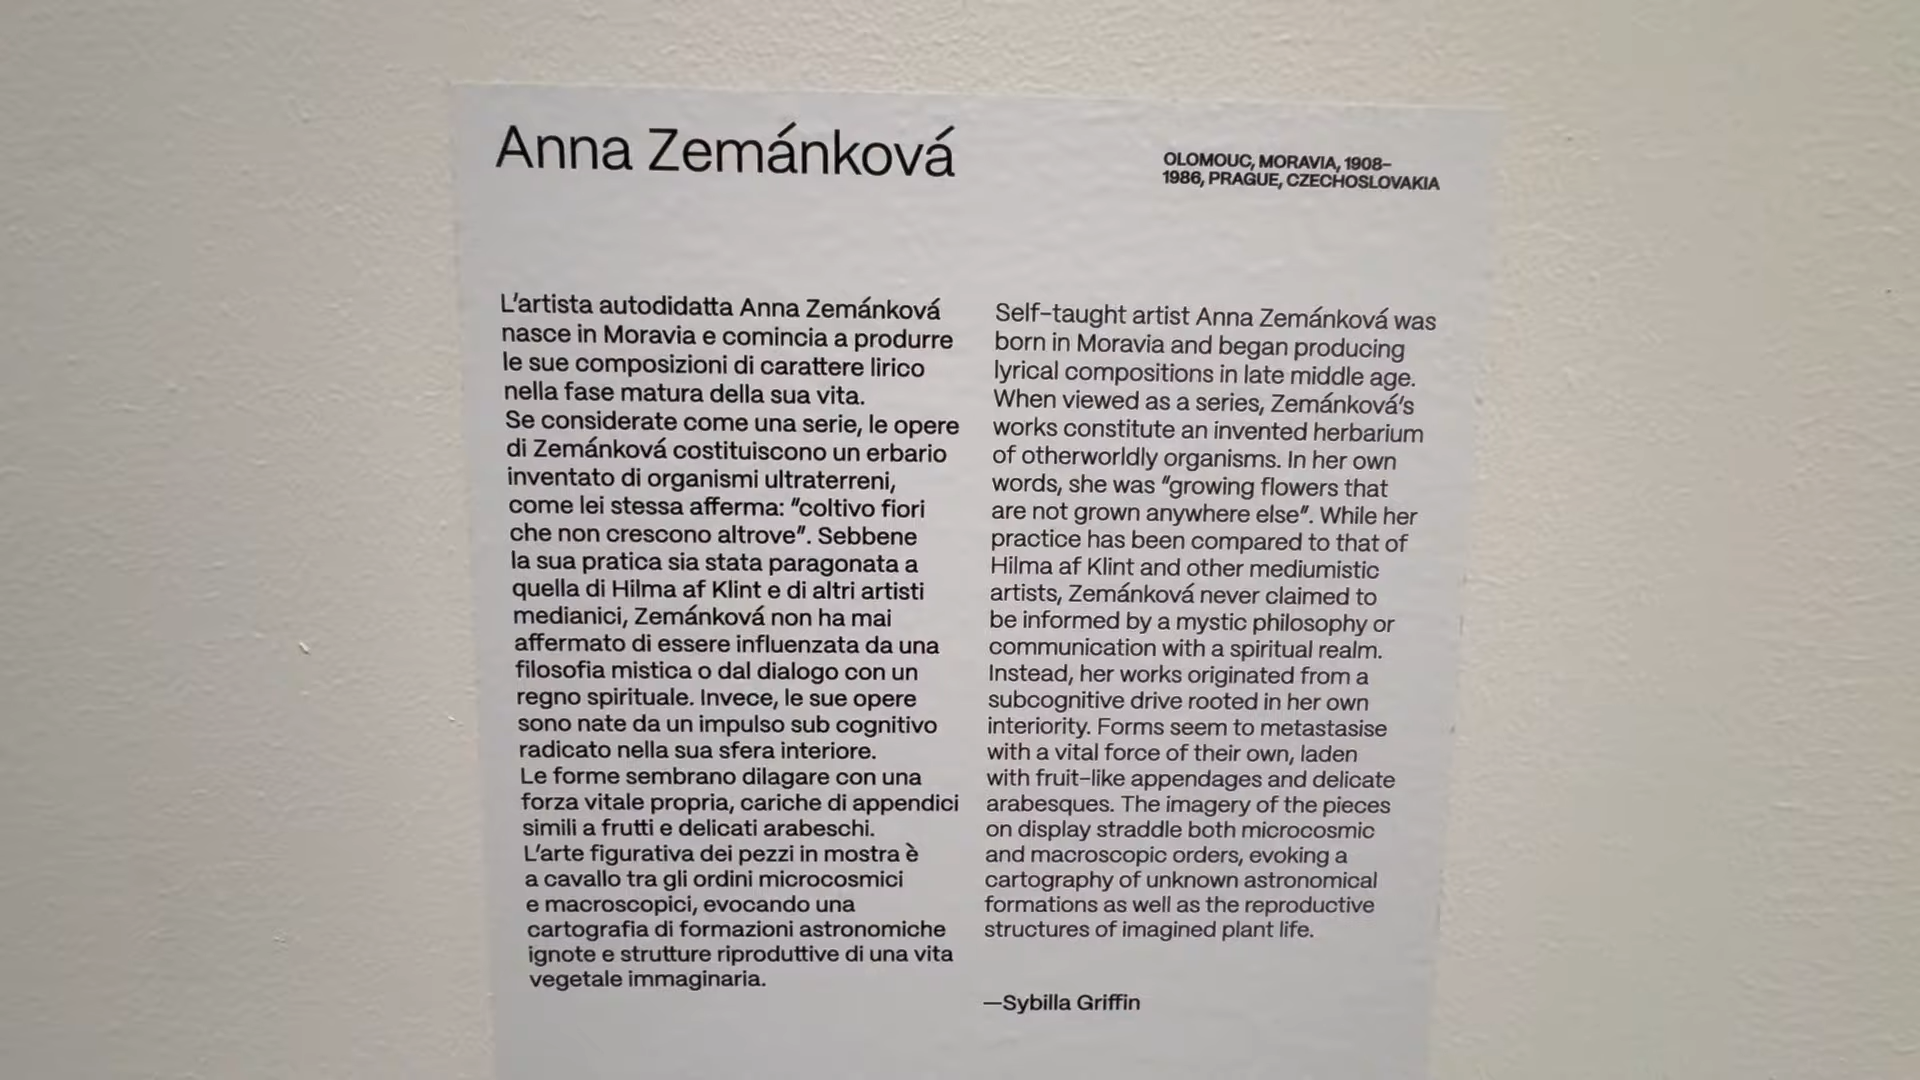 Anna Zemánková
OLOMOUC, MORAVIA, 1908–
1986, PRAGUE, CZECHOSLOVAKIA
L'artista autodidatta Anna Zemánková
nasce in Moravia e comincia a produrre
le sue composizioni di carattere lirico
nella fase matura della sua vita.
Se considerate come una serie, le opere
di Zemánková costituiscono un erbario
inventato di organismi ultraterreni,
come lei stessa afferma: "coltivo fiori
che non crescono altrove". Sebbene
la sua pratica sia stata paragonata a
quella di Hilma af Klint e di altri artisti
medianici, Zemánková non ha mai
affermato di essere influenzata da una
filosofia mistica o dal dialogo con un
regno spirituale. Invece, le sue opere
sono nate da un impulso sub cognitivo
radicato nella sua sfera interiore.
Le forme sembrano dilagare con una
forza vitale propria, cariche di appendici
simili a frutti e delicati arabeschi.
L'arte figurativa dei pezzi in mostra è
a cavallo tra gli ordini microcosmici
e macroscopici, evocando una
cartografia di formazioni astronomiche
ignote e strutture riproduttive di una vita
vegetale immaginaria.
Self-taught artist Anna Zemánková was
born in Moravia and began producing
lyrical compositions in late middle age.
When viewed as a series, Zemánková's
works constitute an invented herbarium
of otherworldly organisms. In her own
words, she was "growing flowers that
are not grown anywhere else". While her
practice has been compared to that of
Hilma af Klint and other mediumistic
artists, Zemánková never claimed to
be informed by a mystic philosophy or
communication with a spiritual realm.
Instead, her works originated from a
subcognitive drive rooted in her own
interiority. Forms seem to metastasise
with a vital force of their own, laden
with fruit-like appendages and delicate
arabesques. The imagery of the pieces
on display straddle both microcosmic
and macroscopic orders, evoking a
cartography of unknown astronomical
formations as well as the reproductive
structures of imagined plant life.
—Sybilla Griffin